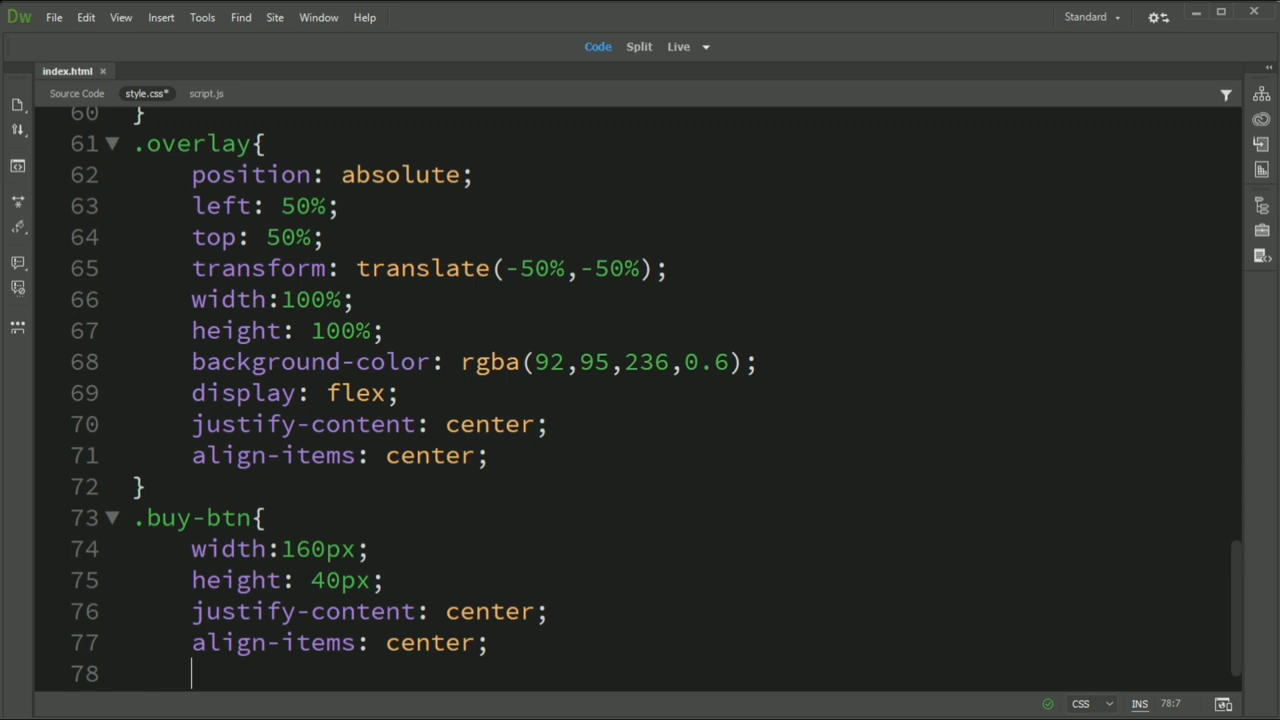 Dw File Edit View Insert Tools Find Site Window Help Standard
Code Split Live
index.html
Source Code style.css* script.js
60 }
61 .overlay{
62 position: absolute;
63 left: 50%;
64 top: 50%;
65 transform: translate(-50%,-50%);
66 width:100%;
67 height: 100%;
68 background-color: rgba(92,95,236,0.6);
69 display: flex;
70 justify-content: center;
71 align-items: center;
72 }
73 .buy-btn{
74 width:160px;
75 height: 40px;
76 justify-content: center;
77 align-items: center;
78
CSS INS 78:7